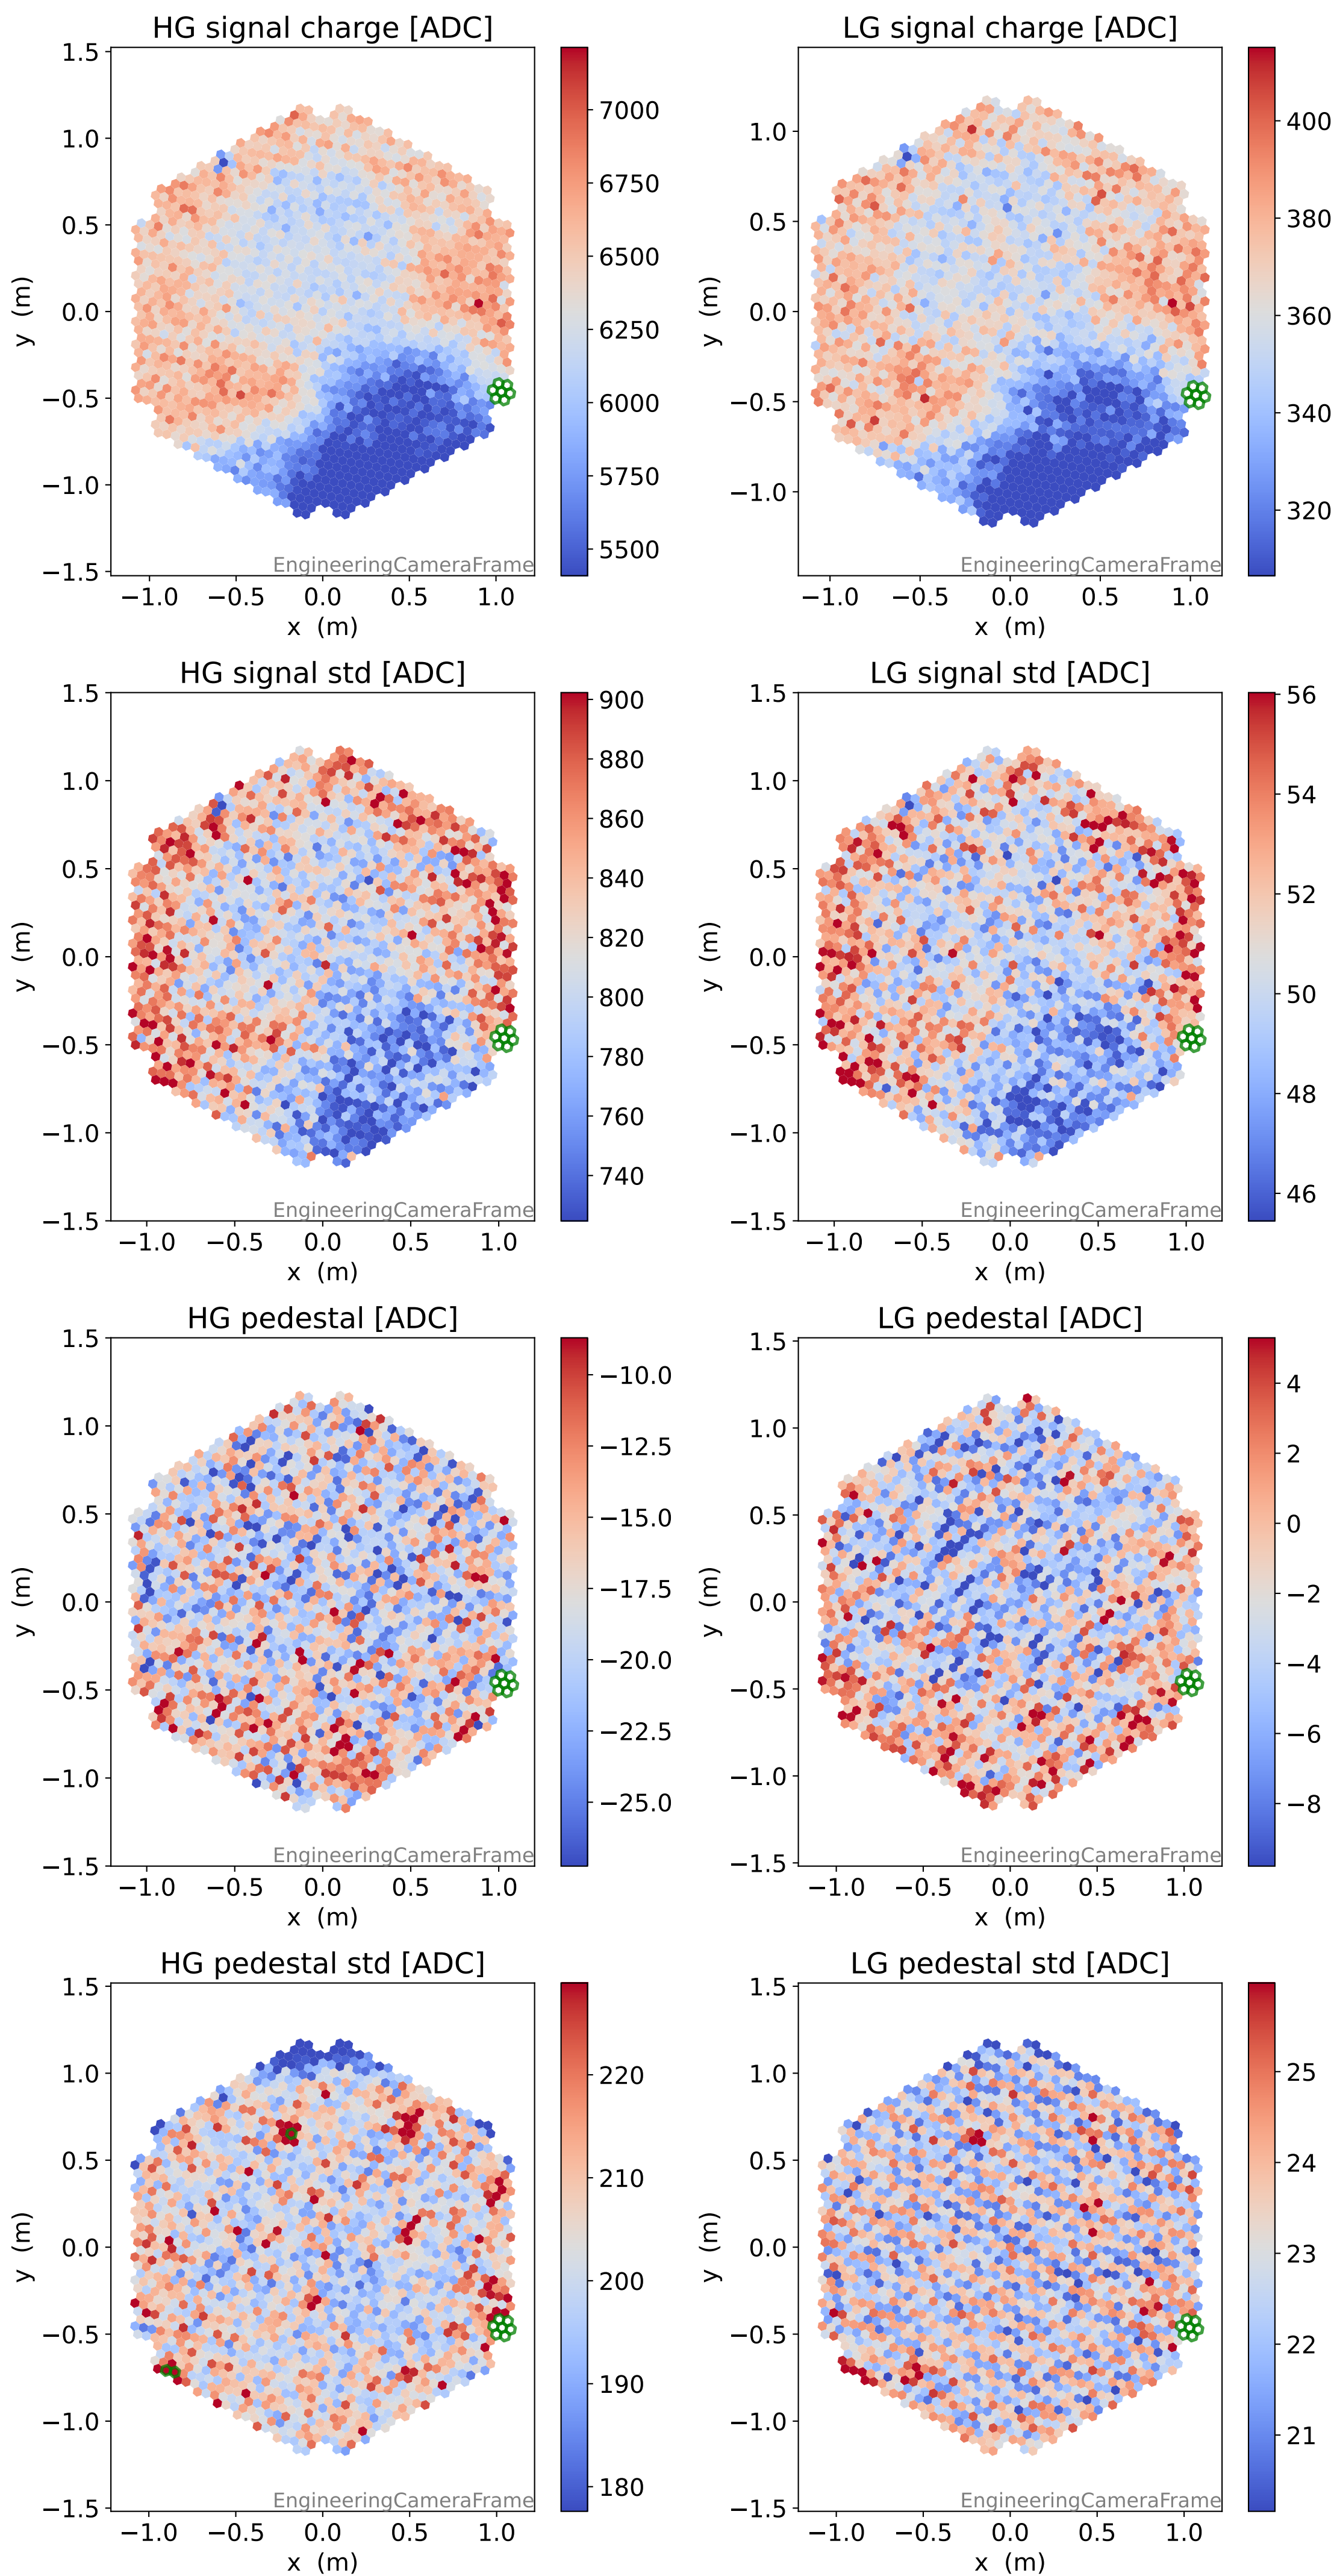 HG signal charge [ADC]
1.5
1.0
0.5
0.0
−0.5
−1.0
−1.5
y (m)
−1.0 −0.5 0.0 0.5 1.0
x (m)
EngineeringCameraFrame
7000
6750
6500
6250
6000
5750
5500
LG signal charge [ADC]
1.0
0.5
0.0
−0.5
−1.0
y (m)
−1.0 −0.5 0.0 0.5 1.0
x (m)
EngineeringCameraFrame
400
380
360
340
320
HG signal std [ADC]
1.5
1.0
0.5
0.0
−0.5
−1.0
−1.5
y (m)
−1.0 −0.5 0.0 0.5 1.0
x (m)
EngineeringCameraFrame
900
880
860
840
820
800
780
760
740
LG signal std [ADC]
1.5
1.0
0.5
0.0
−0.5
−1.0
−1.5
y (m)
−1.0 −0.5 0.0 0.5 1.0
x (m)
EngineeringCameraFrame
56
54
52
50
48
46
HG pedestal [ADC]
1.5
1.0
0.5
0.0
−0.5
−1.0
−1.5
y (m)
−1.0 −0.5 0.0 0.5 1.0
x (m)
EngineeringCameraFrame
−10.0
−12.5
−15.0
−17.5
−20.0
−22.5
−25.0
LG pedestal [ADC]
1.5
1.0
0.5
0.0
−0.5
−1.0
−1.5
y (m)
−1.0 −0.5 0.0 0.5 1.0
x (m)
EngineeringCameraFrame
4
2
0
−2
−4
−6
−8
HG pedestal std [ADC]
1.5
1.0
0.5
0.0
−0.5
−1.0
−1.5
y (m)
−1.0 −0.5 0.0 0.5 1.0
x (m)
EngineeringCameraFrame
220
210
200
190
180
LG pedestal std [ADC]
1.5
1.0
0.5
0.0
−0.5
−1.0
−1.5
y (m)
−1.0 −0.5 0.0 0.5 1.0
x (m)
EngineeringCameraFrame
25
24
23
22
21